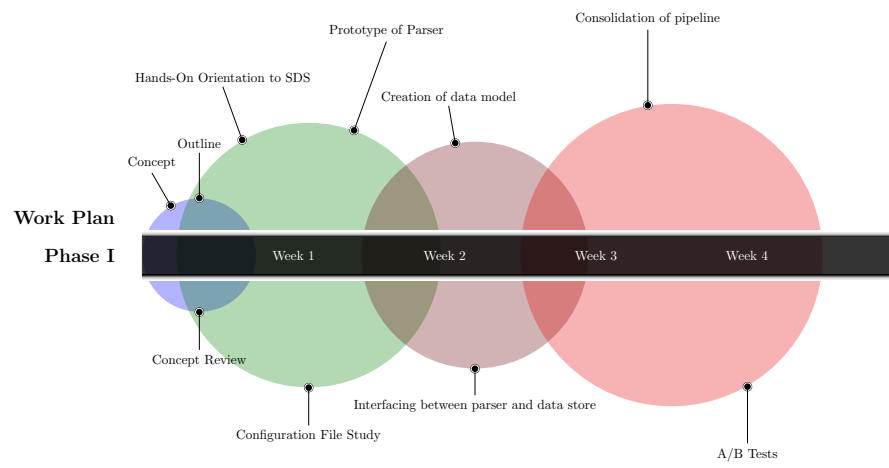 Consolidation of pipeline
Prototype of Parser
Hands-On Orientation to SDS
Creation of data model
Outline
Concept
Work Plan
Phase I
Week 1
Week 2
Week 3
Week 4
Concept Review
Interfacing between parser and data store
Configuration File Study
A/B Tests